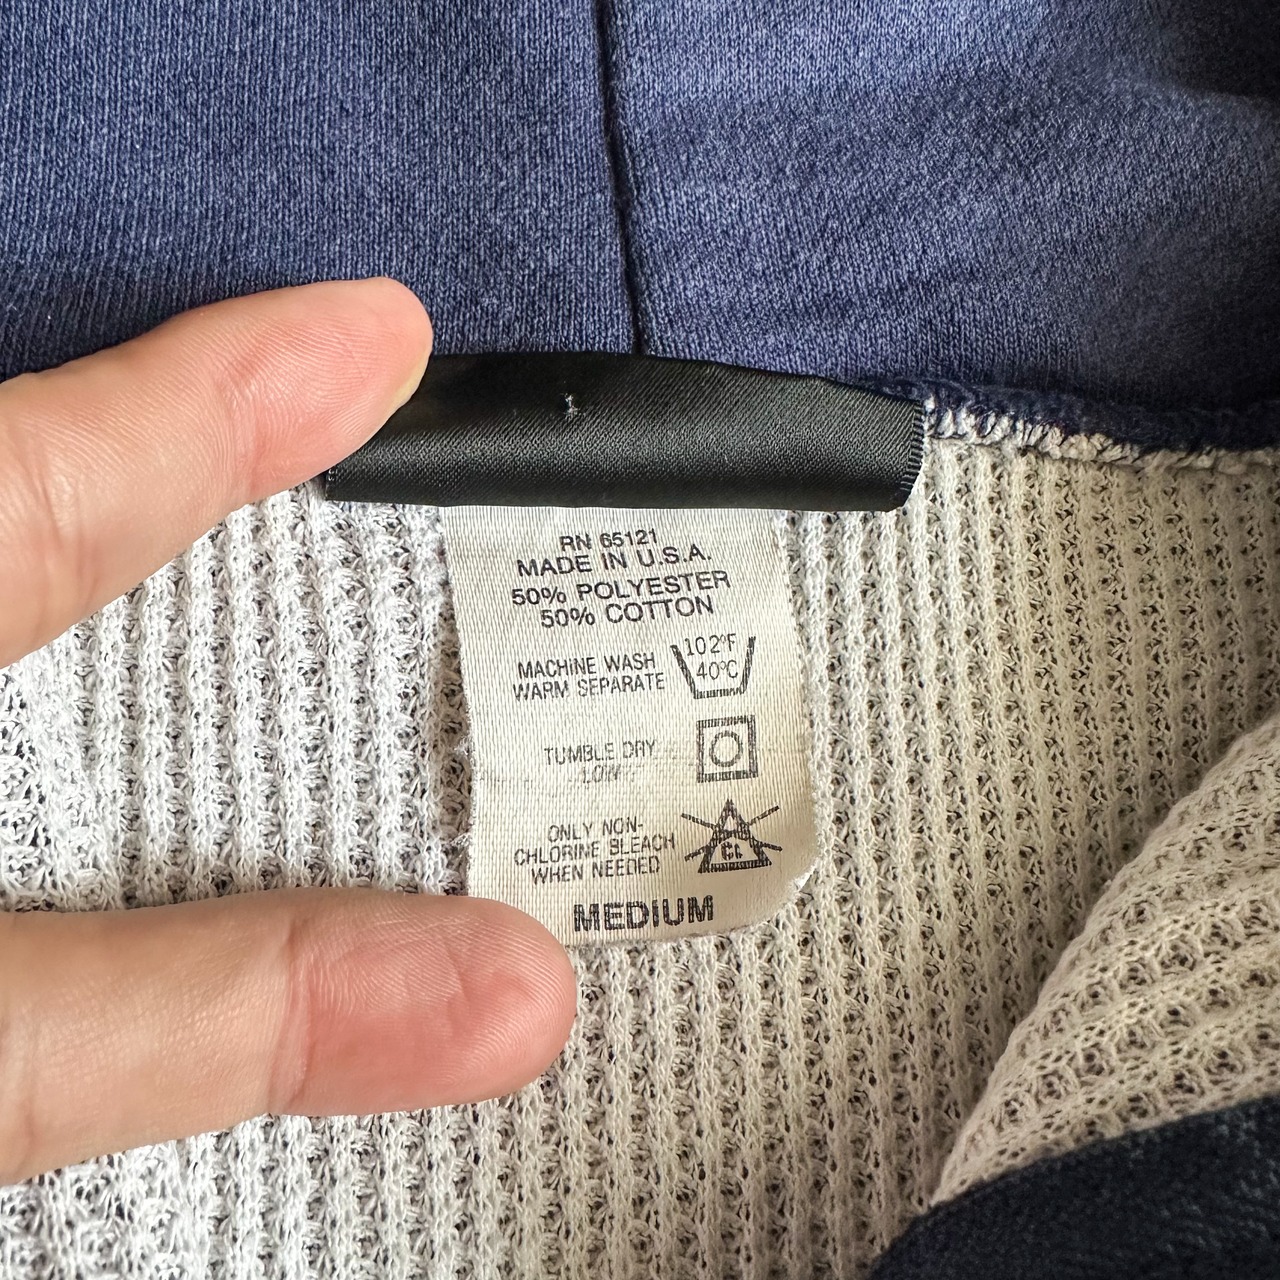 RN 65121
MADE IN U.S.A.
50% POLYESTER
50% COTTON
MACHINE WASH
WARM SEPARATE
102°F
40°C
TUMBLE DRY
LOW
ONLY NON-
CHLORINE BLEACH
WHEN NEEDED
CL
MEDIUM